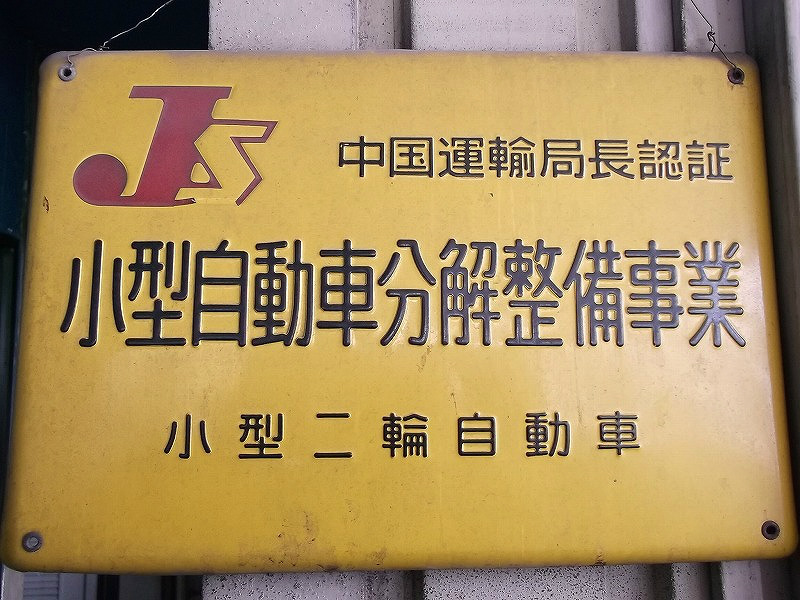 JS
中国運輸局長認証
小型自動車分解整備事業
小型二輪自動車